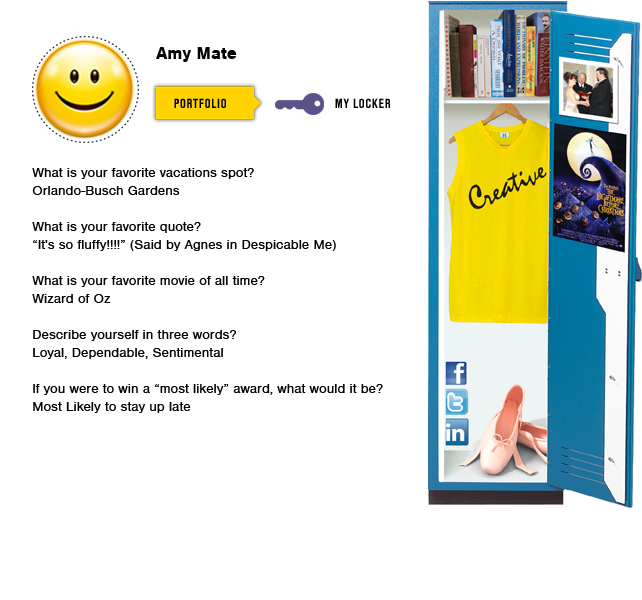 Amy Mate
PORTFOLIO
MY LOCKER
What is your favorite vacations spot?
Orlando-Busch Gardens
What is your favorite quote?
“It's so fluffy!!!!” (Said by Agnes in Despicable Me)
What is your favorite movie of all time?
Wizard of Oz
Describe yourself in three words?
Loyal, Dependable, Sentimental
If you were to win a “most likely” award, what would it be?
Most Likely to stay up late
Creative
THE
NIGHTMARE
BEFORE
CHRISTMAS
f
t
in